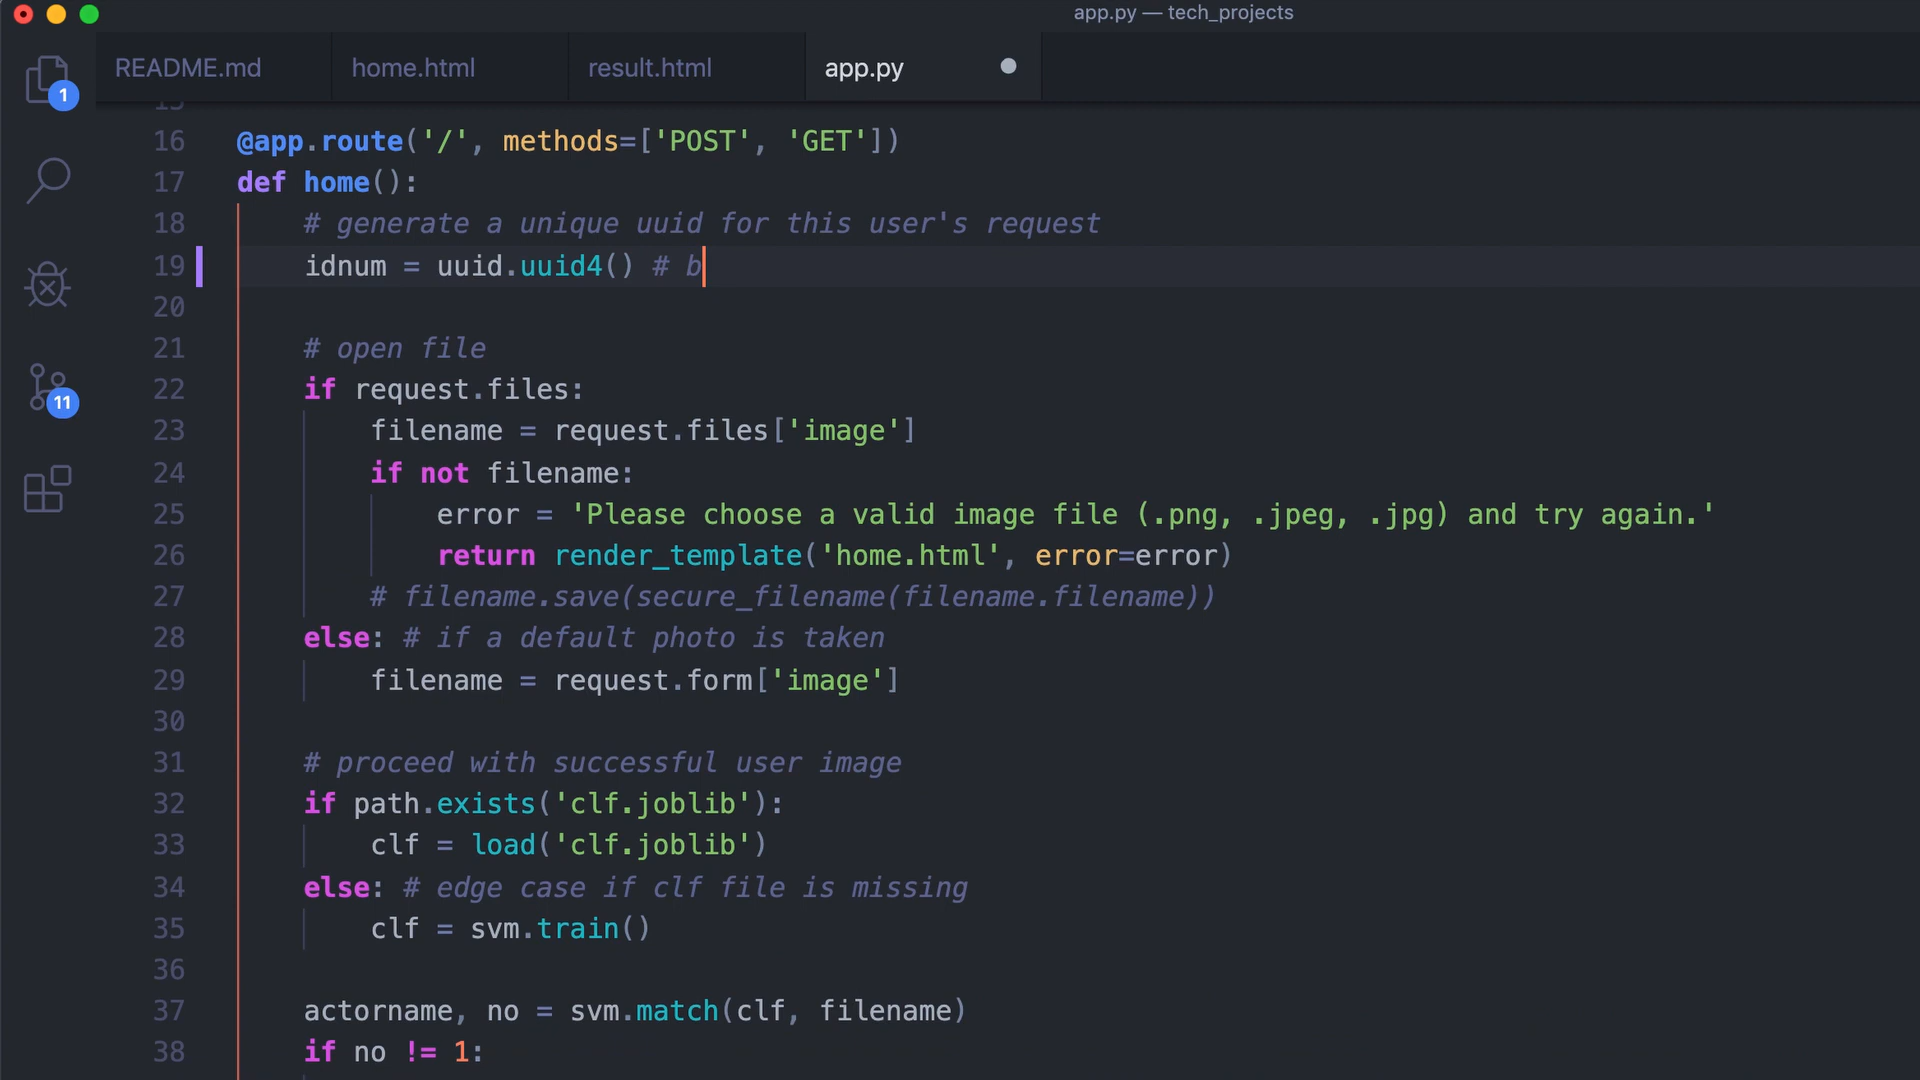 app.py — tech_projects
README.md home.html result.html app.py
1
11
15
16 @app.route('/', methods=['POST', 'GET'])
17 def home():
18 # generate a unique uuid for this user's request
19 idnum = uuid.uuid4() # b
20
21 # open file
22 if request.files:
23 filename = request.files['image']
24 if not filename:
25 error = 'Please choose a valid image file (.png, .jpeg, .jpg) and try again.'
26 return render_template('home.html', error=error)
27 # filename.save(secure_filename(filename.filename))
28 else: # if a default photo is taken
29 filename = request.form['image']
30
31 # proceed with successful user image
32 if path.exists('clf.joblib'):
33 clf = load('clf.joblib')
34 else: # edge case if clf file is missing
35 clf = svm.train()
36
37 actorname, no = svm.match(clf, filename)
38 if no != 1: